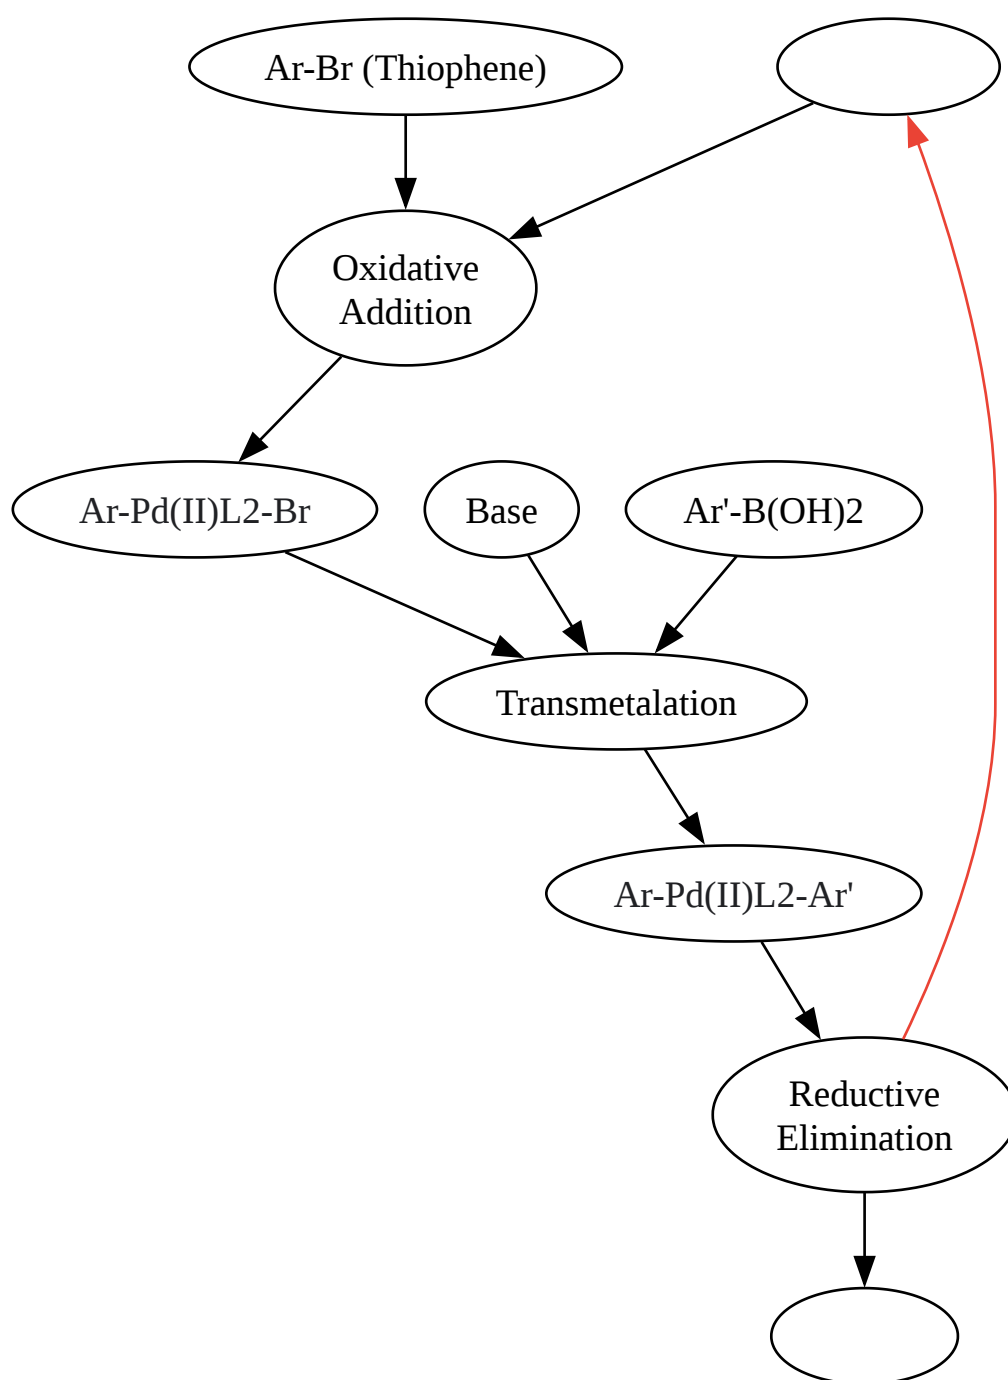 Ar-Br (Thiophene)
Oxidative
Addition
Ar-Pd(II)L2-Br
Base
Ar'-B(OH)2
Transmetalation
Ar-Pd(II)L2-Ar'
Reductive
Elimination